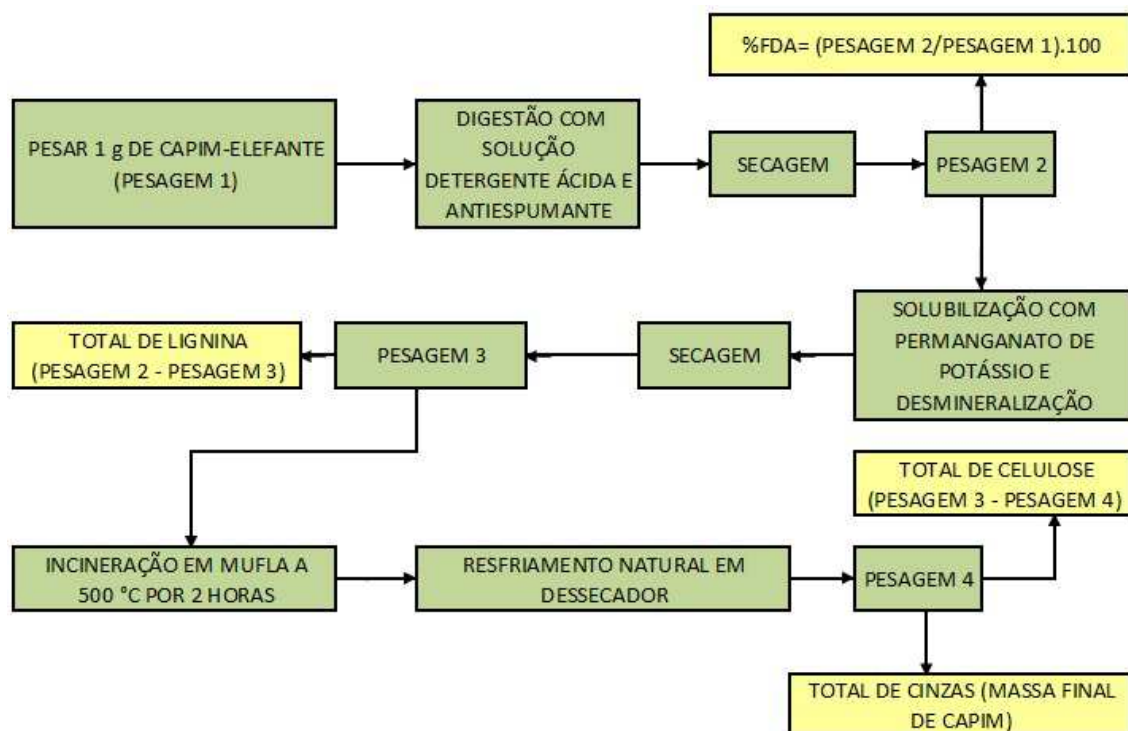 %FDA= (PESAGEM 2/PESAGEM 1).100
PESAR 1 g DE CAPIM-ELEFANTE
(PESAGEM 1)
DIGESTÃO COM
SOLUÇÃO
DETERGENTE ÁCIDA E
ANTIESPUMANTE
SECAGEM
PESAGEM 2
SOLUBILIZAÇÃO COM
PERMANGANATO DE
POTÁSSIO E
DESMINERALIZAÇÃO
SECAGEM
PESAGEM 3
TOTAL DE LIGNINA
(PESAGEM 2 - PESAGEM 3)
INCINERAÇÃO EM MUFLA A
500 °C POR 2 HORAS
RESFRIAMENTO NATURAL EM
DESSECADOR
PESAGEM 4
TOTAL DE CELULOSE
(PESAGEM 3 - PESAGEM 4)
TOTAL DE CINZAS (MASSA FINAL
DE CAPIM)